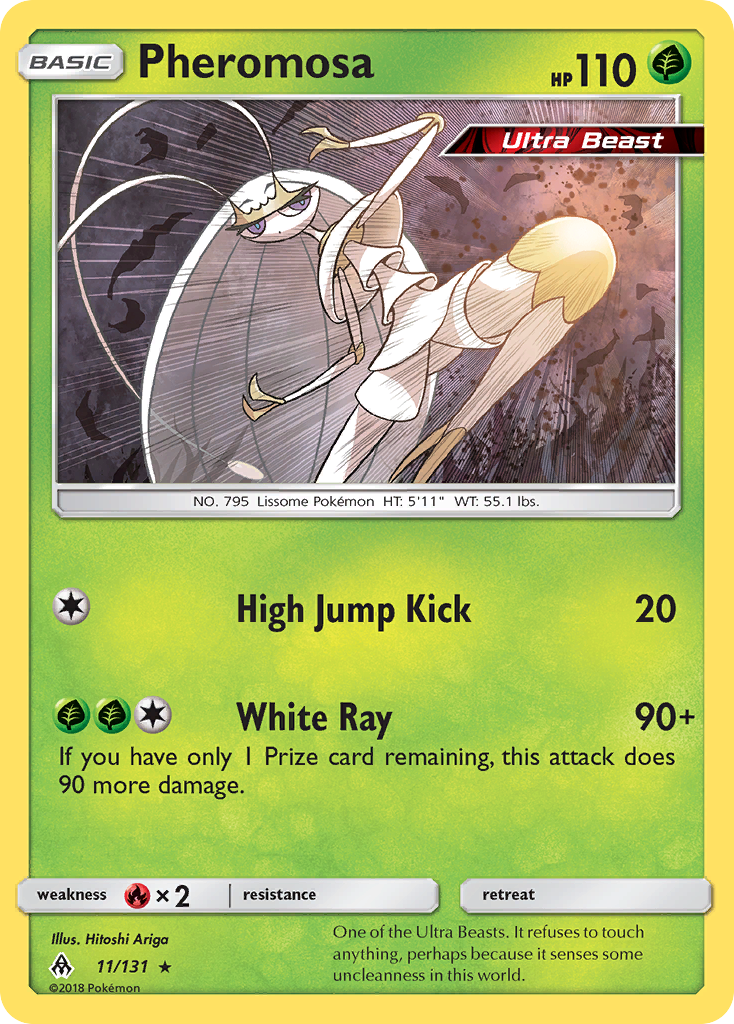 BASIC Pheromosa HP 110
Ultra Beast
NO. 795 Lissome Pokémon HT: 5'11" WT: 55.1 lbs.
High Jump Kick 20
White Ray 90+
If you have only 1 Prize card remaining, this attack does
90 more damage.
weakness ×2 resistance retreat
Illus. Hitoshi Ariga
11/131
©2018 Pokémon
One of the Ultra Beasts. It refuses to touch
anything, perhaps because it senses some
uncleanness in this world.